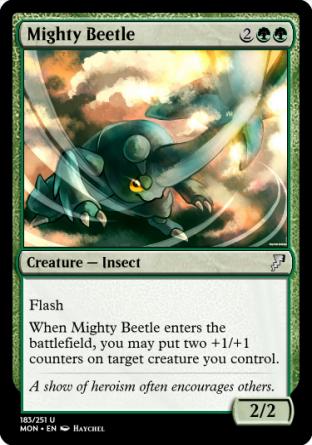 Mighty Beetle 2
Creature — Insect
Flash
When Mighty Beetle enters the
battlefield, you may put two +1/+1
counters on target creature you control.
A show of heroism often encourages others.
2/2
183/251 U
MON • EN HAYCHEL